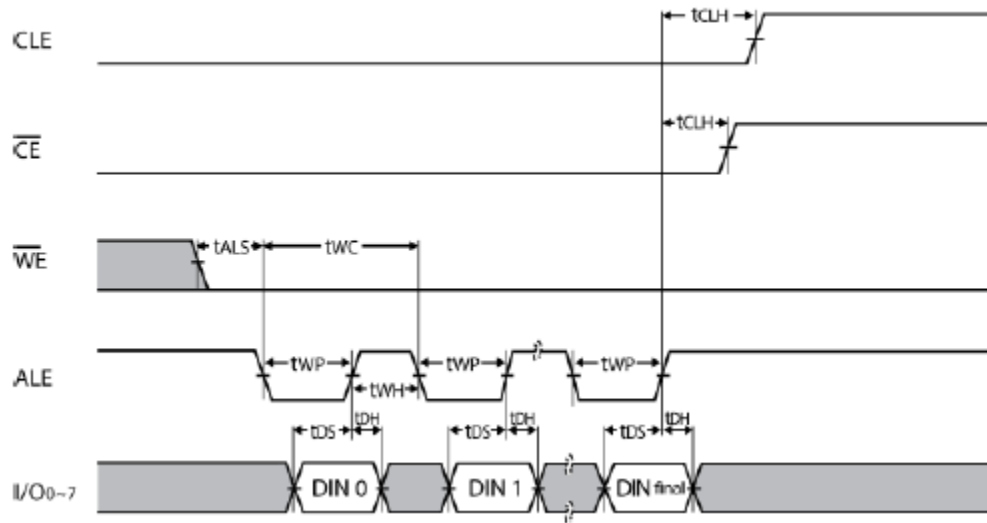 tCLH
CLE
tCLH
CE
tALS
tWC
WE
tWP
tWP
tWP
ALE
tWH
tDS
tDH
tDS
tDH
tDS
tDH
I/O0~7
DIN 0
DIN 1
DIN final